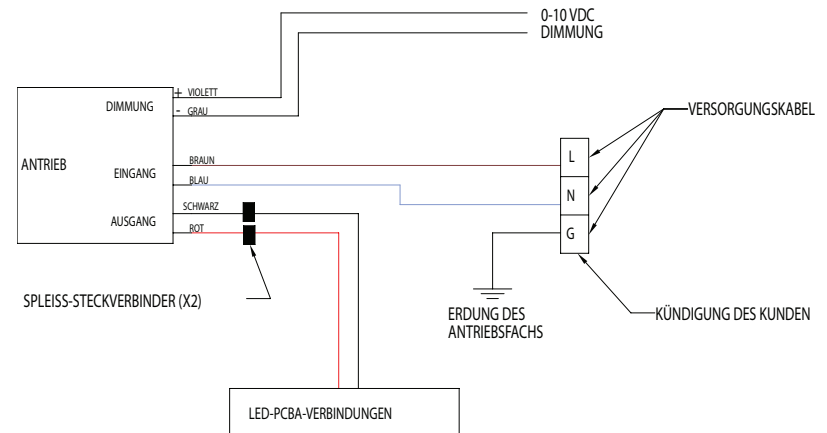 0-10 VDC
DIMMUNG
+ VIOLETT
DIMMUNG
- GRAU
VERSORGUNGSKABEL
ANTRIEB
BRAUN
L
EINGANG
BLAU
N
SCHWARZ
AUSGANG
ROT
G
SPLEISS-STECKVERBINDER (X2)
ERDUNG DES
ANTRIEBSFACHS
KÜNDIGUNG DES KUNDEN
LED-PCBA-VERBINDUNGEN